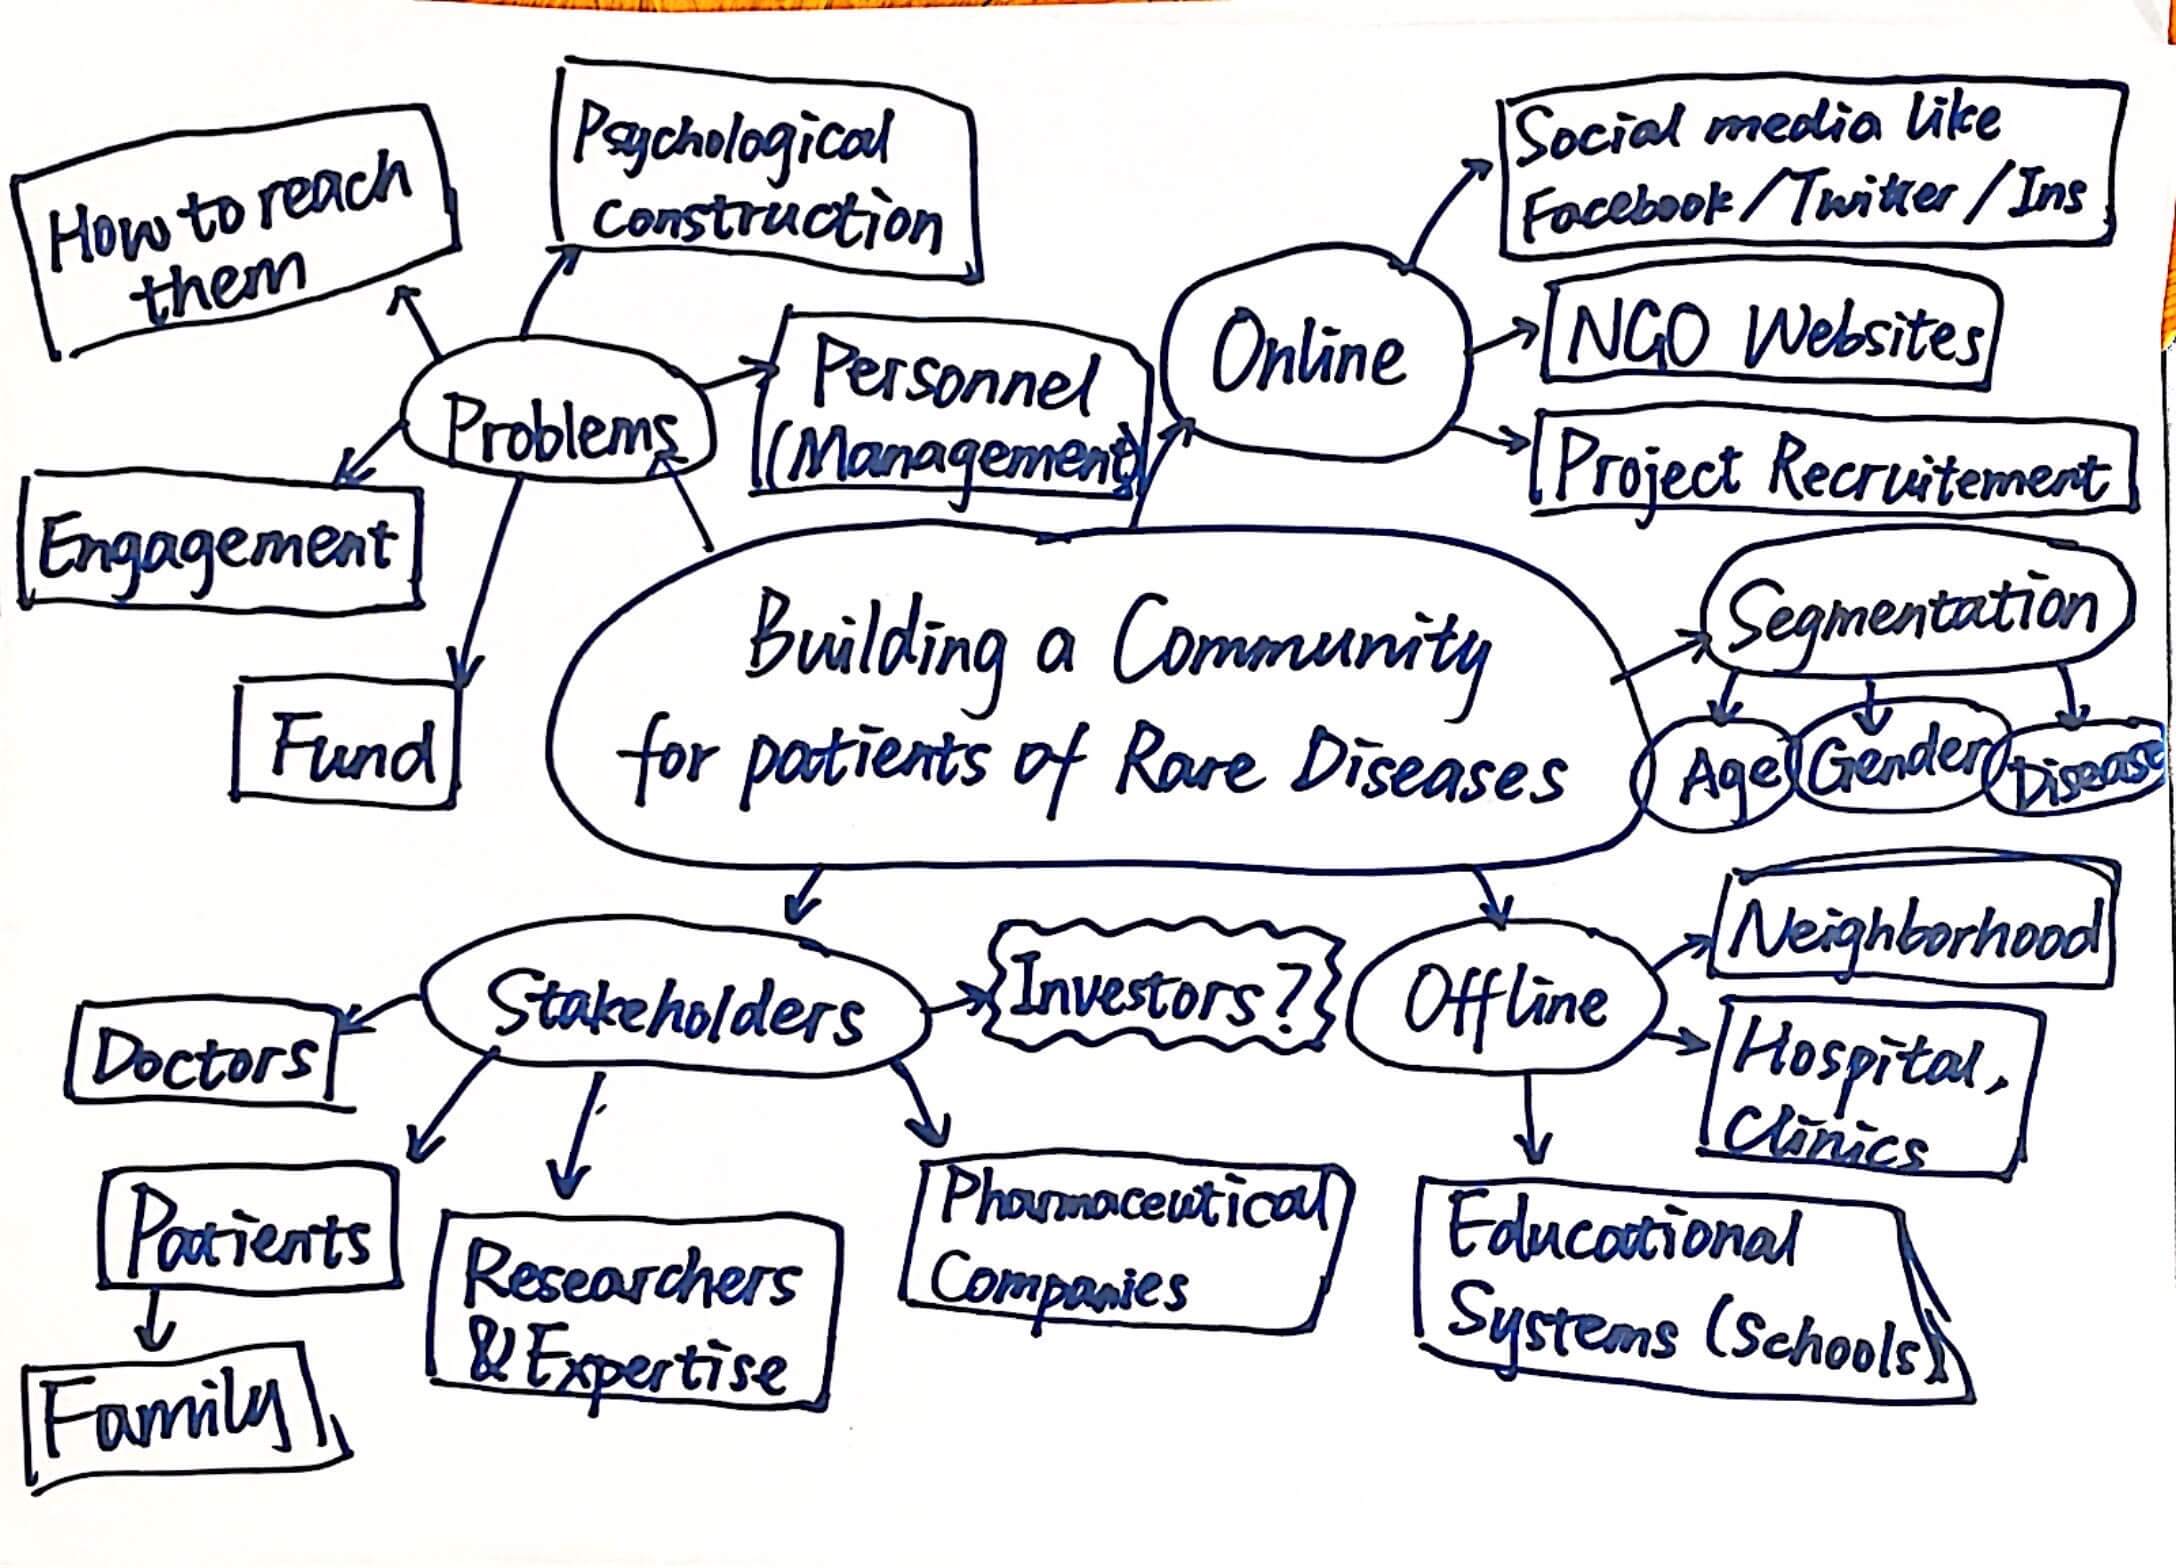 How to reach
them
Psychological
construction
Social media like
Facebook/Twitter/Ins
NGO Websites
Online
Personnel
(Management)
Problems
Project Recruitement
Engagement
Segmentation
Building a Community
for patients of Rare Diseases
Age
Gender
Disease
Fund
Neighborhood
Stakeholders
Investors?
Offline
Hospital,
Clinics
Doctors
Patients
Researchers
& Expertise
Pharmaceutical
Companies
Educational
Systems (Schools)
Family